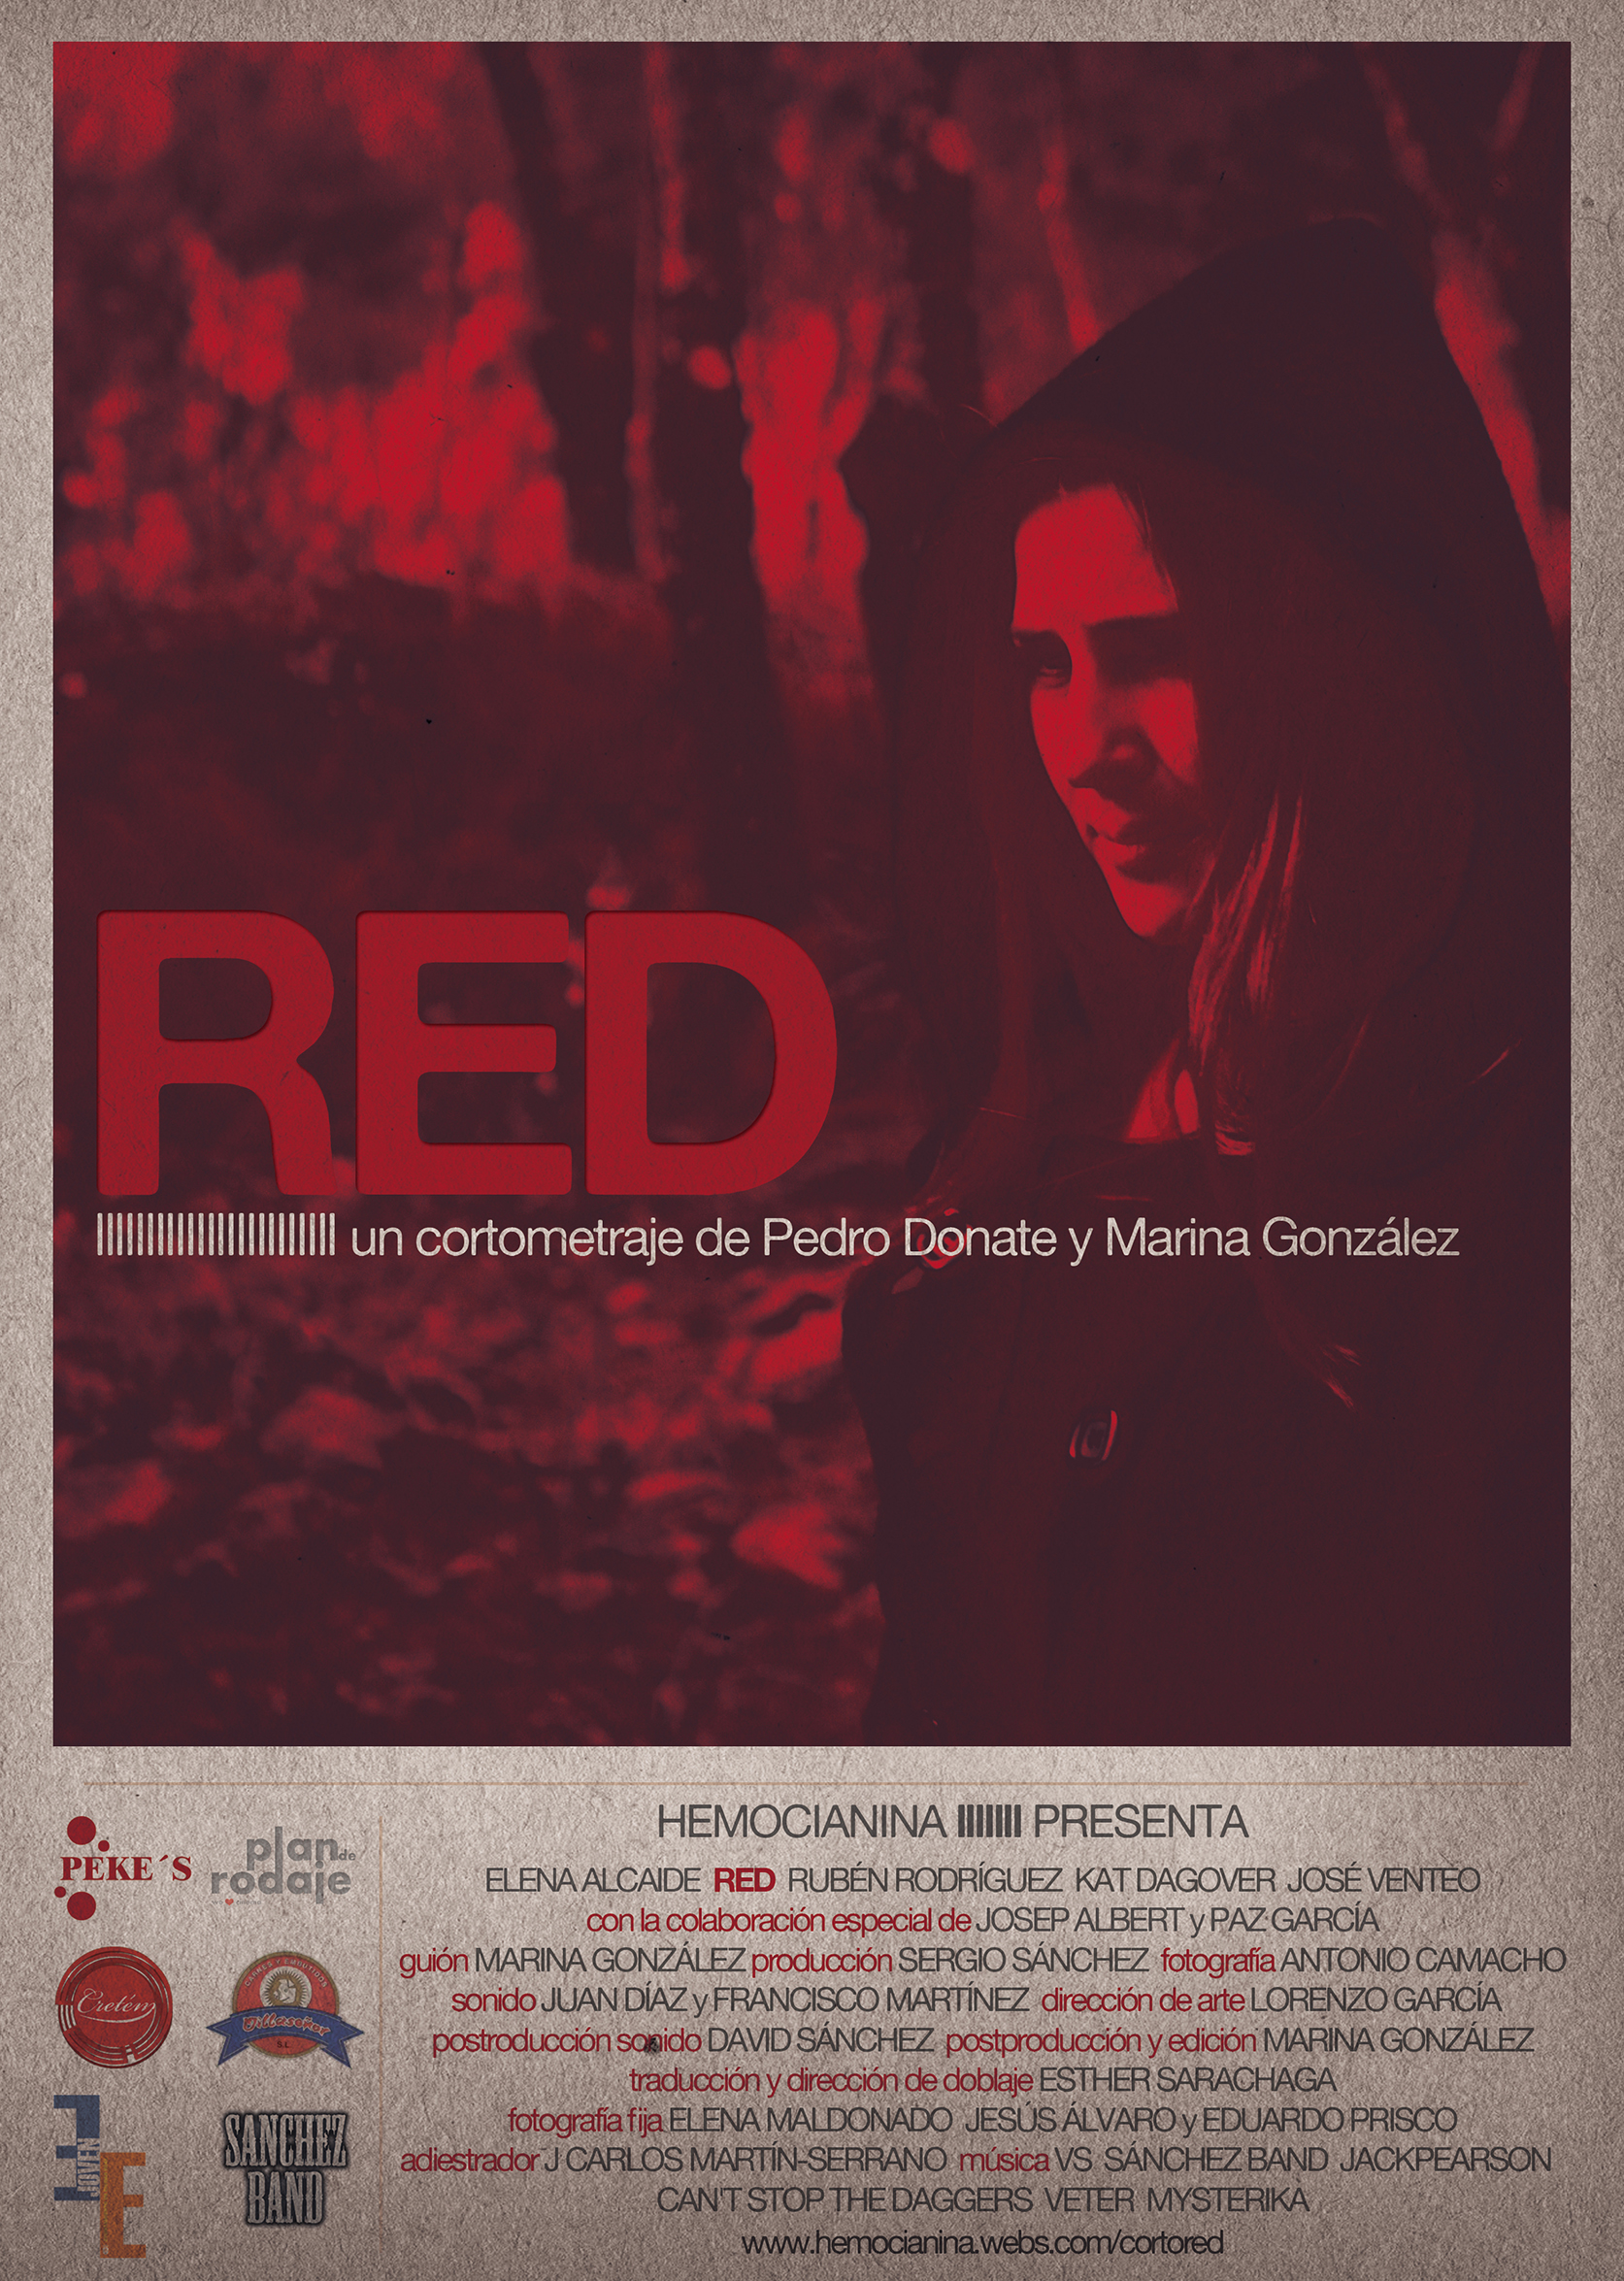 RED
un cortometraje de Pedro Donate y Marina González
HEMOCIANINA PRESENTA
ELENA ALCAIDE RED RUBÉN RODRÍGUEZ KAT DAGOVER JOSÉ VENTEO
con la colaboración especial de JOSEP ALBERT y PAZ GARCÍA
guión MARINA GONZÁLEZ producción SERGIO SÁNCHEZ fotografía ANTONIO CAMACHO
sonido JUAN DÍAZ y FRANCISCO MARTÍNEZ dirección de arte LORENZO GARCÍA
postroducción sonido DAVID SÁNCHEZ postproducción y edición MARINA GONZÁLEZ
traducción y dirección de doblaje ESTHER SARACHAGA
fotografía fija ELENA MALDONADO JESÚS ÁLVARO y EDUARDO PRISCO
adiestrador J CARLOS MARTÍN-SERRANO música VS SÁNCHEZ BAND JACKPEARSON
CAN'T STOP THE DAGGERS VETER MYSTERIKA
www.hemocianina.webs.com/cortored
PEKE´S
plan de
rodaje
Cretém
CARNES Y EMBUTIDOS
Villaseñor
S.L.
JOVEN
E
SANCHEZ
BAND